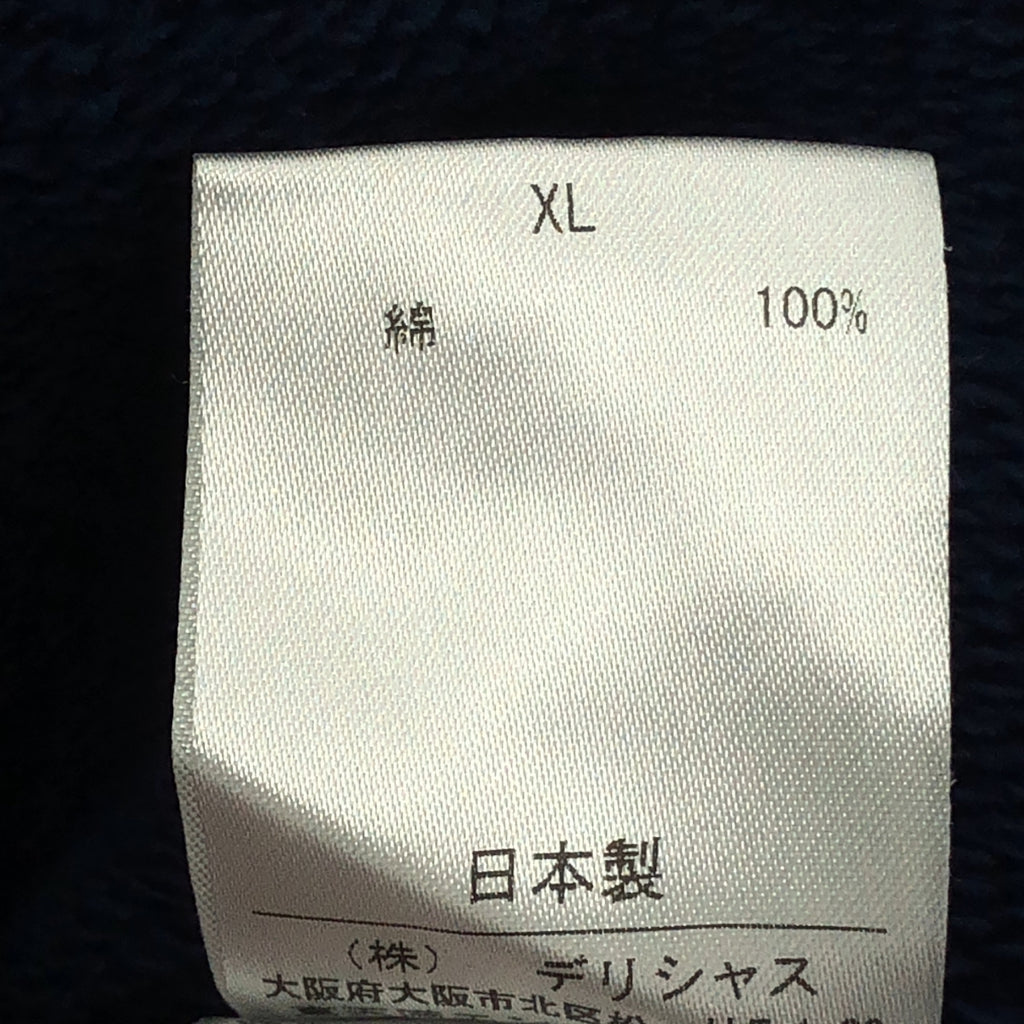 XL
綿 100%
日本製
(株) デリシャス
大阪府大阪市北区